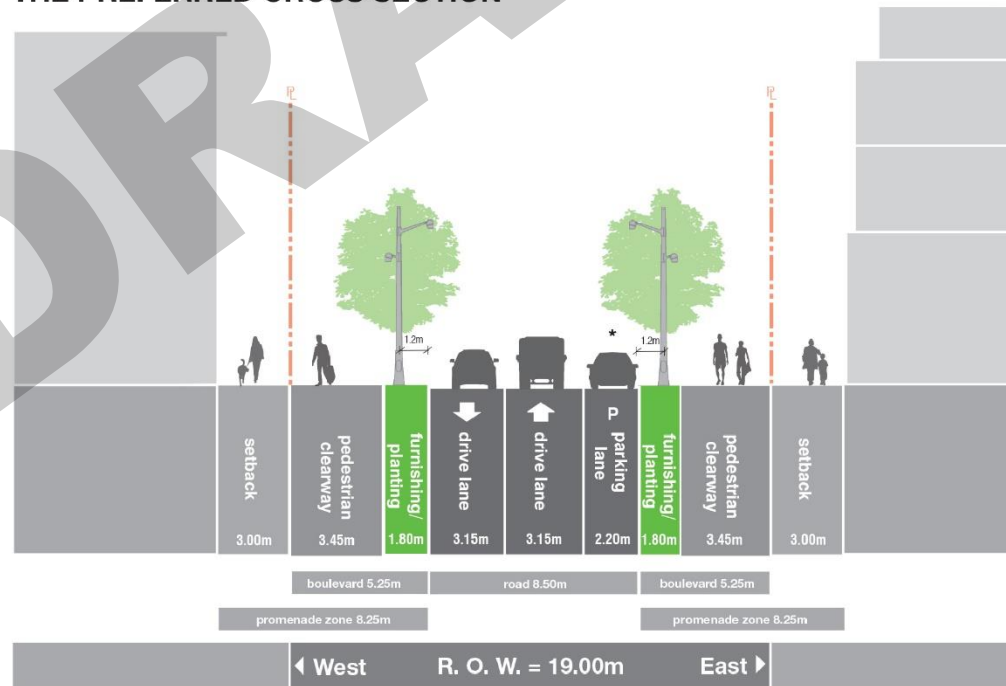 THE PREFERRED CROSS SECTION
DRA
PL
PL
1.2m
*
1.2m
setback
3.00m
pedestrian
clearway
3.45m
furnishing/
planting
1.80m
drive lane
3.15m
drive lane
3.15m
P
parking
lane
2.20m
furnishing/
planting
1.80m
pedestrian
clearway
3.45m
setback
3.00m
boulevard 5.25m
road 8.50m
boulevard 5.25m
promenade zone 8.25m
promenade zone 8.25m
West
R. O. W. = 19.00m
East